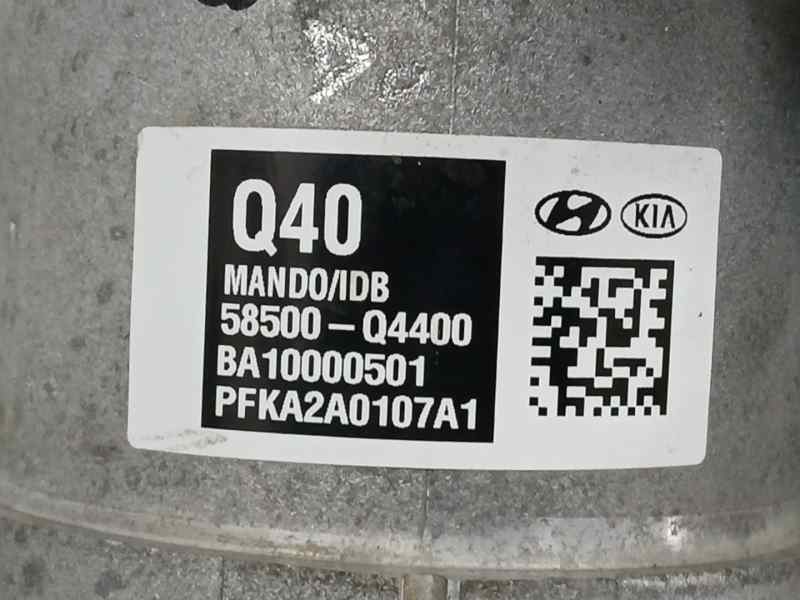 Q40
MANDO/IDB
58500-Q4400
BA10000501
PFKA2A0107A1
KIA